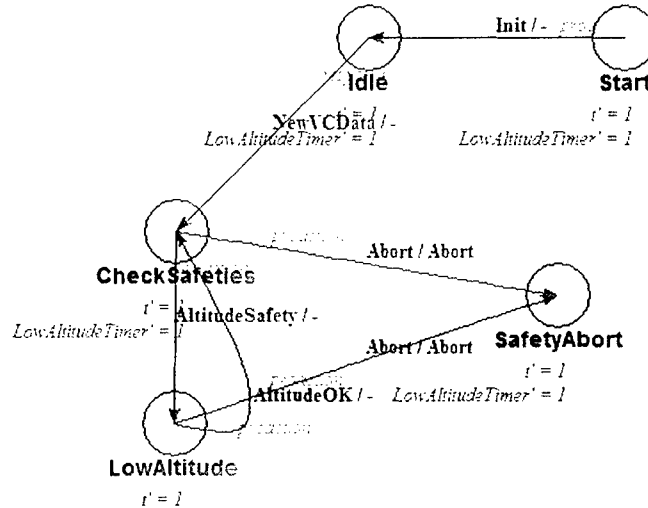 Init / -
Idle
Start
t' = 1
t' = 1
NewVCData / -
LowAltitudeTimer' = 1
LowAltitudeTimer' = 1
Abort / Abort
CheckSafeties
t' = 1
AltitudeSafety / -
LowAltitudeTimer' = 1
SafetyAbort
Abort / Abort
t' = 1
AltitudeOK / -
LowAltitudeTimer' = 1
LowAltitude
t' = 1